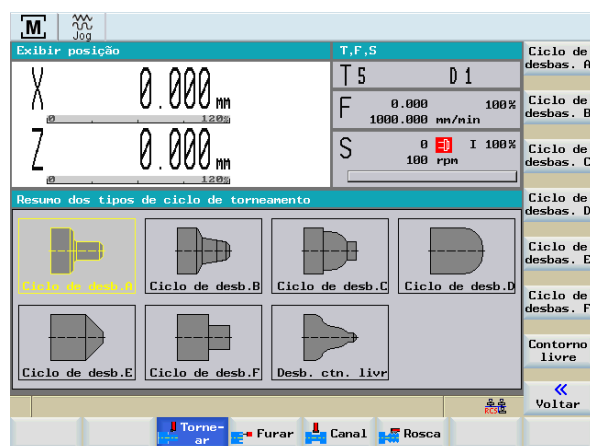 M
Jog
Exibir posição
T,F,S
X 0.000 mm
0 120%
Z 0.000 mm
0 120%
T 5 D 1
F 0.000 100%
1000.000 mm/min
S 0 I 100%
100 rpm
Resumo dos tipos de ciclo de torneamento
Ciclo de desb.A
Ciclo de desb.B
Ciclo de desb.C
Ciclo de desb.D
Ciclo de desb.E
Ciclo de desb.F
Desb. ctn. livr
Ciclo de
desbas. A
Ciclo de
desbas. B
Ciclo de
desbas. C
Ciclo de
desbas. D
Ciclo de
desbas. E
Ciclo de
desbas. F
Contorno
livre
«
Voltar
RCS
Torne-
ar
Furar
Canal
Rosca